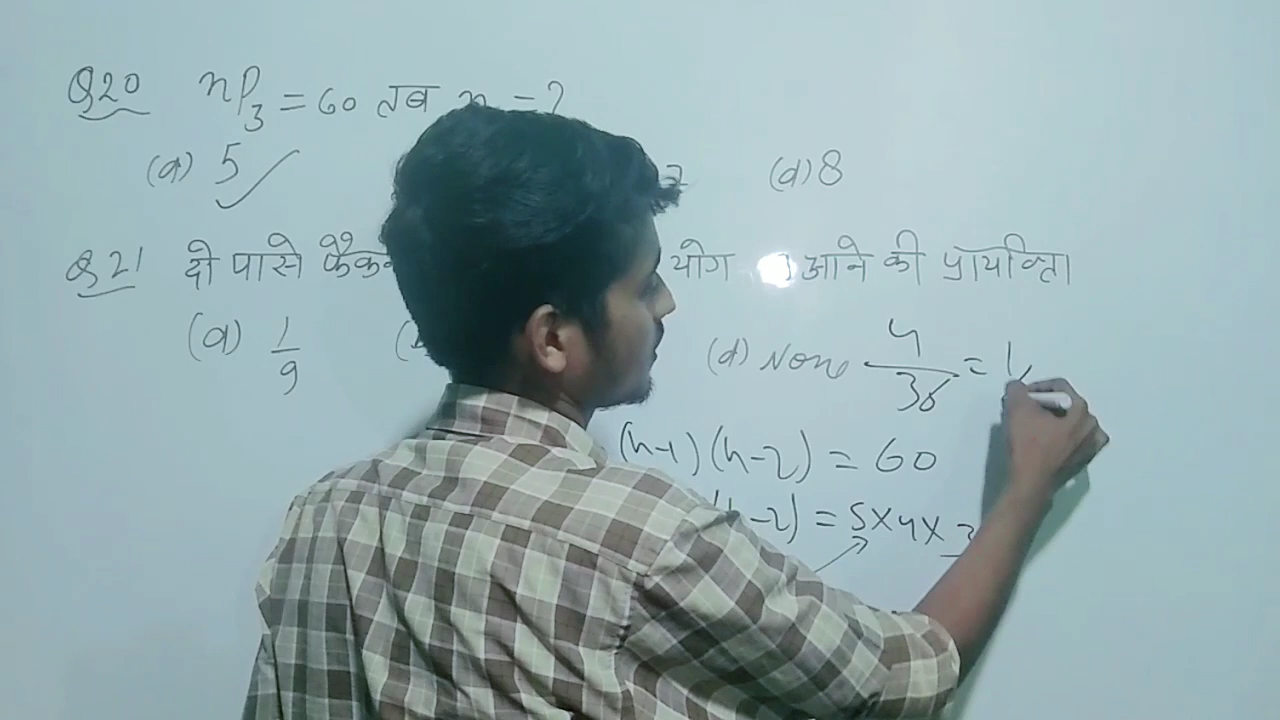 Q20 nP3 = 60 तब n = ?
(a) 5 ✓ (d) 8
Q21 दो पासे योग आने की प्रायिकता
(a) 1/9 (d) None 4/36 = 1
(n-1)(n-2) = 60
-2) = 5×4×3